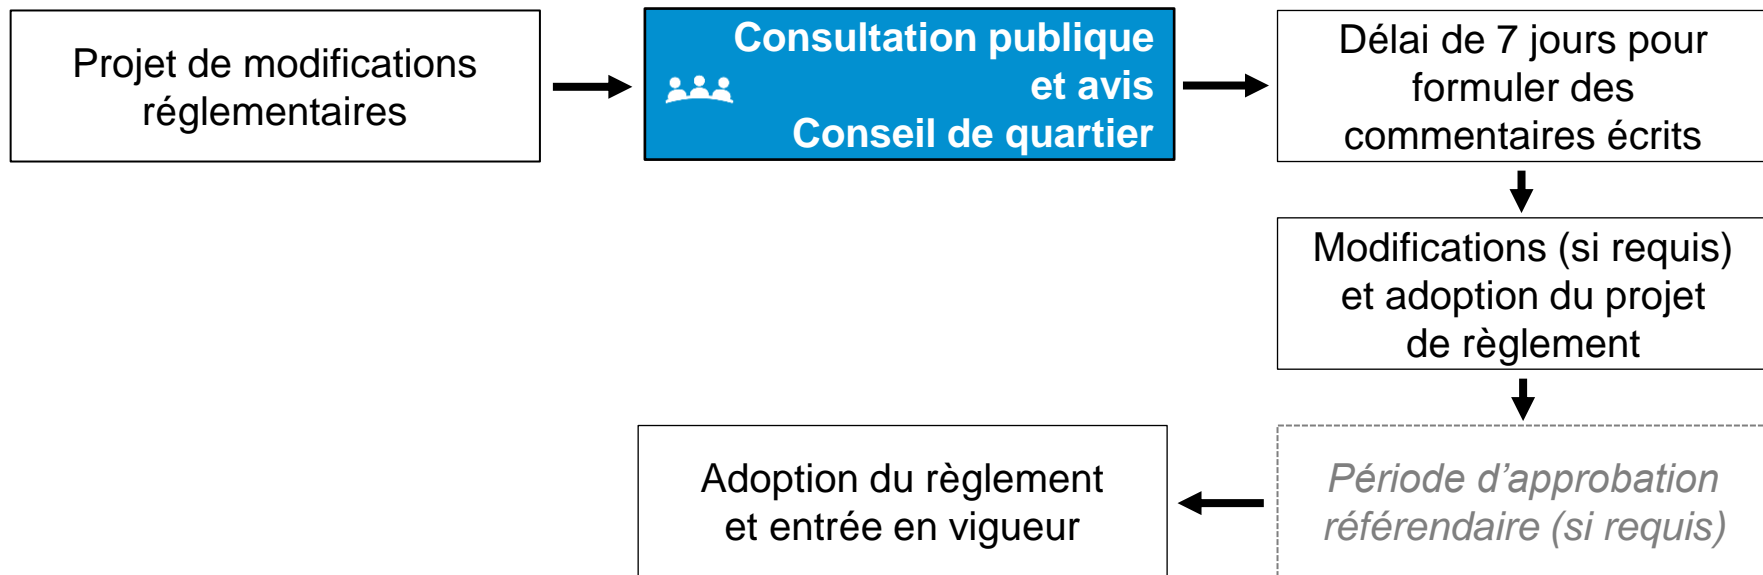 Projet de modifications
réglementaires
Consultation publique
et avis
Conseil de quartier
Délai de 7 jours pour
formuler des
commentaires écrits
Modifications (si requis)
et adoption du projet
de règlement
Période d’approbation
référendaire (si requis)
Adoption du règlement
et entrée en vigueur